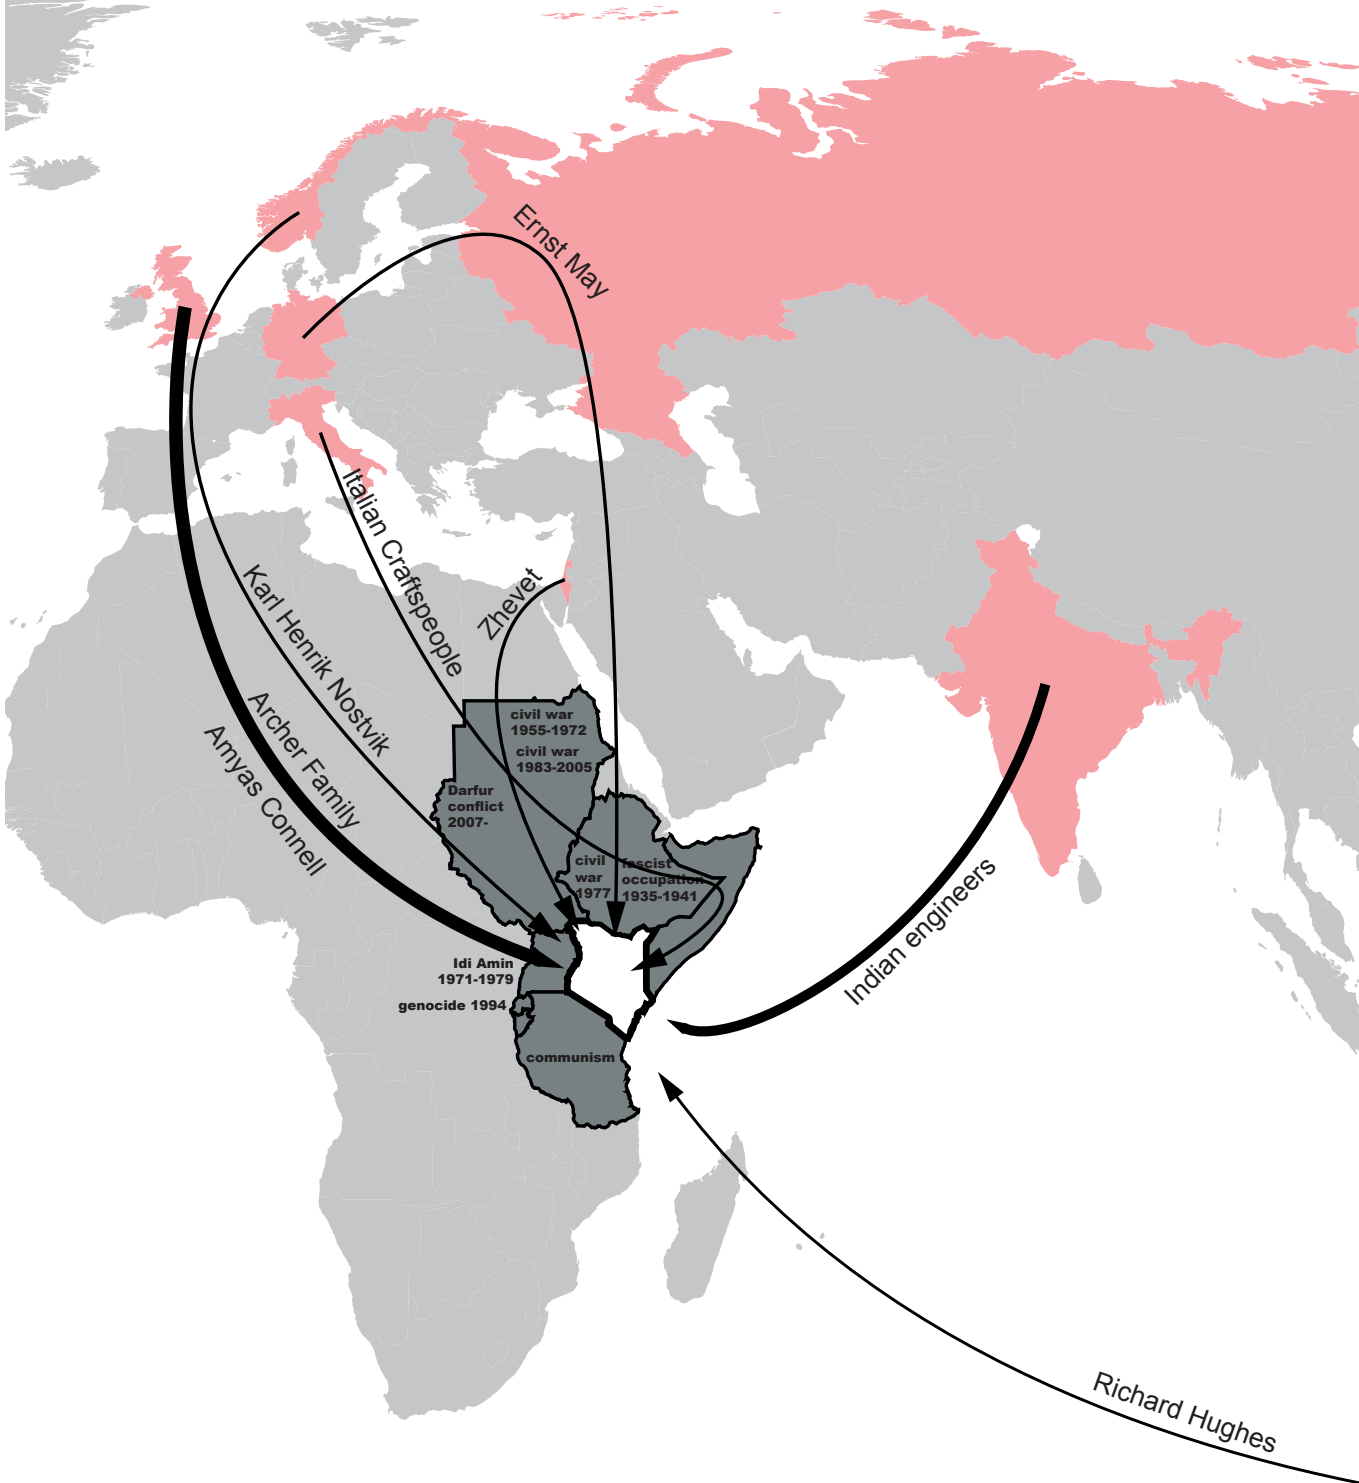 Ernst May
Italian Craftspeople
Zhevet
Karl Henrik Nostvik
Archer Family
Amyas Connell
civil war
1955-1972
civil war
1983-2005
Darfur
conflict
2007-
civil
war
1977
fascist
occupation
1935-1941
Indian engineers
Idi Amin
1971-1979
genocide 1994
communism
Richard Hughes